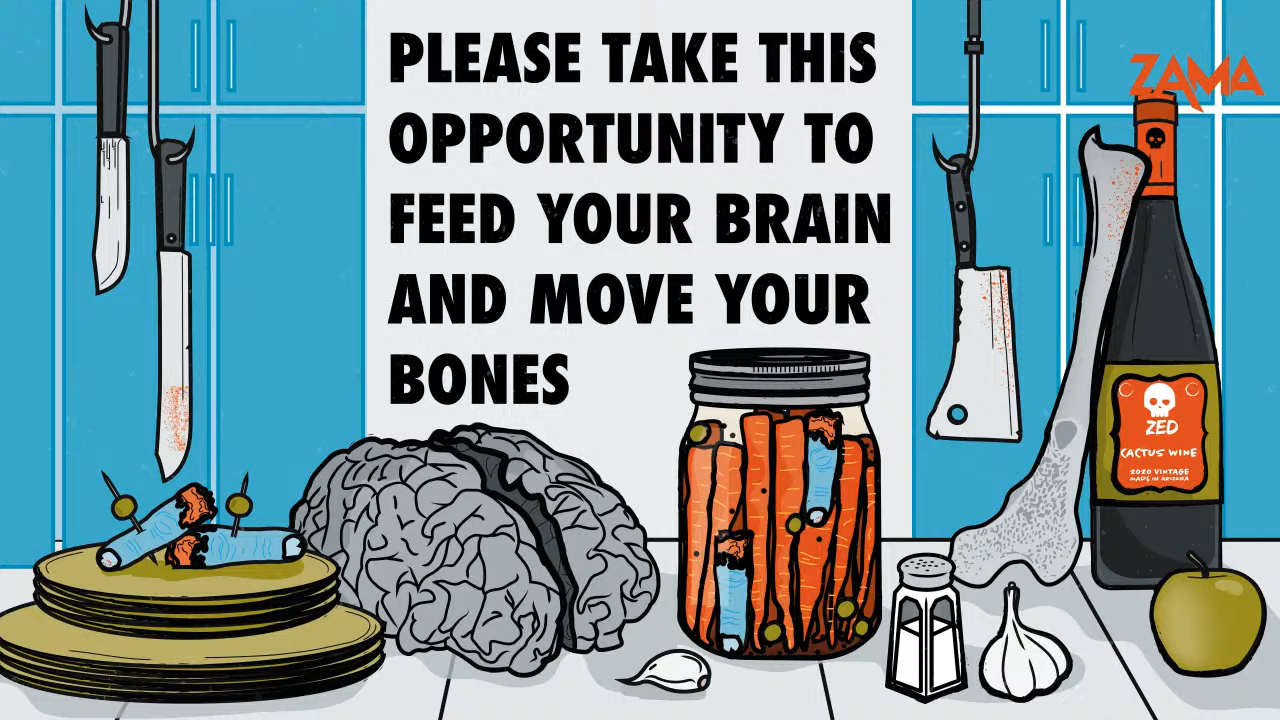 PLEASE TAKE THIS
OPPORTUNITY TO
FEED YOUR BRAIN
AND MOVE YOUR
BONES
ZAMA
ZED
CACTUS WINE
2020 VINTAGE
MADE IN ARIZONA